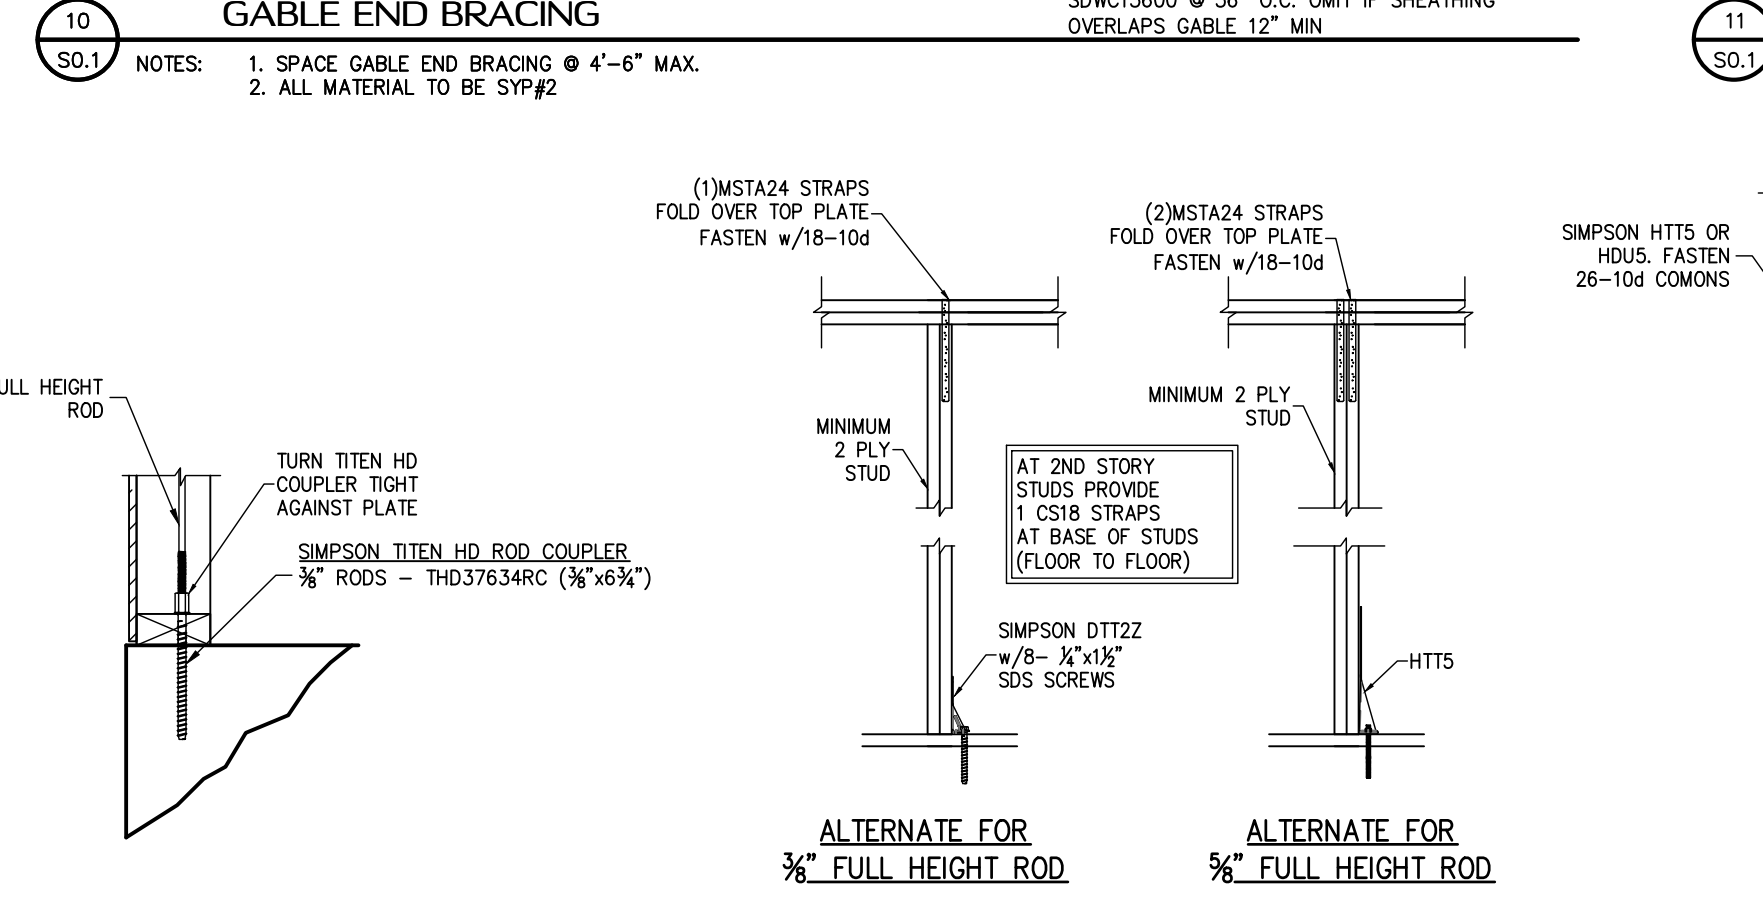 10
S0.1
GABLE END BRACING
OVERLAPS GABLE 12" MIN
NOTES: 1. SPACE GABLE END BRACING @ 4'-6" MAX.
2. ALL MATERIAL TO BE SYP#2
11
S0.1
(1)MSTA24 STRAPS
FOLD OVER TOP PLATE
FASTEN w/18-10d
(2)MSTA24 STRAPS
FOLD OVER TOP PLATE
FASTEN w/18-10d
SIMPSON HTT5 OR
HDU5. FASTEN
26-10d COMONS
HEIGHT
ROD
TURN TITEN HD
COUPLER TIGHT
AGAINST PLATE
SIMPSON TITEN HD ROD COUPLER
3/8" RODS - THD37634RC (3/8"x6 3/4")
MINIMUM
2 PLY
STUD
MINIMUM 2 PLY
STUD
AT 2ND STORY
STUDS PROVIDE
1 CS18 STRAPS
AT BASE OF STUDS
(FLOOR TO FLOOR)
SIMPSON DTT2Z
w/8- 1/4"x1 1/2"
SDS SCREWS
HTT5
ALTERNATE FOR
3/8" FULL HEIGHT ROD
ALTERNATE FOR
5/8" FULL HEIGHT ROD